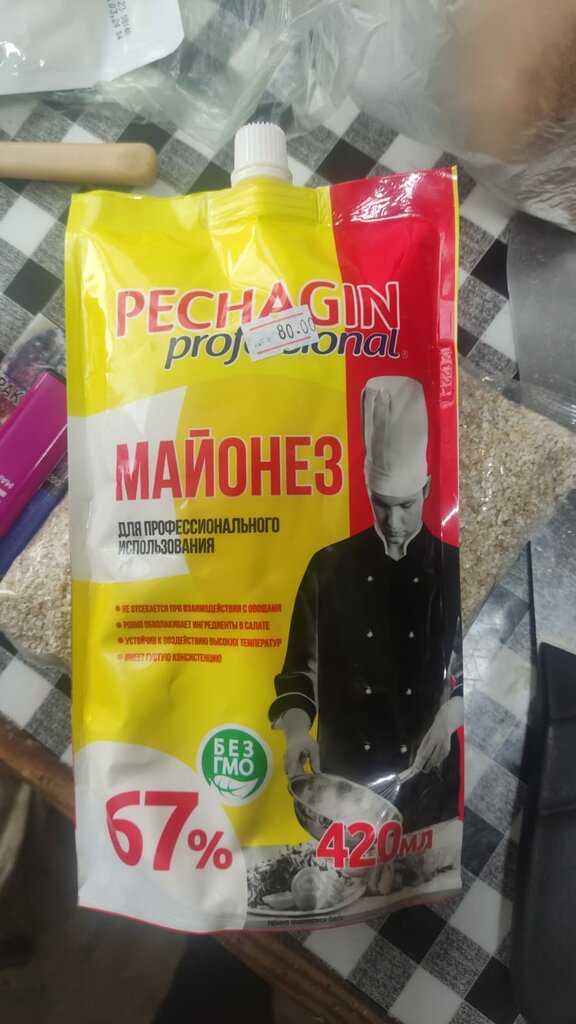 PECHAGIN
professional
80.00
МАЙОНЕЗ
ДЛЯ ПРОФЕССИОНАЛЬНОГО
ИСПОЛЬЗОВАНИЯ
• НЕ ОТСЕКАЕТСЯ ПРИ ВЗАИМОДЕЙСТВИИ С ОВОЩАМИ
• РОВНО ОБВОЛАКИВАЕТ ИНГРЕДИЕНТЫ В САЛАТЕ
• УСТОЙЧИВ К ВОЗДЕЙСТВИЮ ВЫСОКИХ ТЕМПЕРАТУР
• ИМЕЕТ ГУСТУЮ КОНСИСТЕНЦИЮ
БЕЗ
ГМО
67%
420МЛ